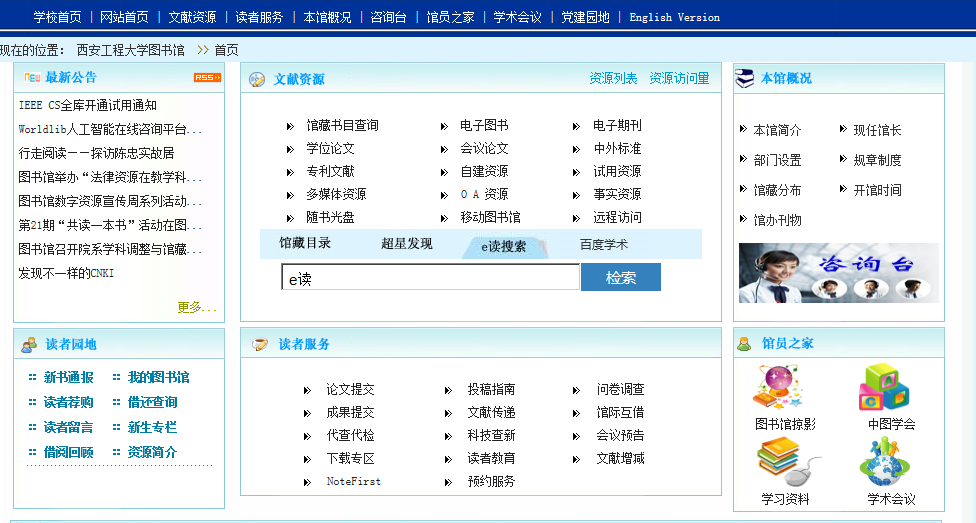 学校首页 | 网站首页 | 文献资源 | 读者服务 | 本馆概况 | 咨询台 | 馆员之家 | 学术会议 | 党建园地 | English Version
现在的位置： 西安工程大学图书馆 >> 首页
最新公告 RSS
IEEE CS全库开通试用通知
Worldlib人工智能在线咨询平台...
行走阅读——探访陈忠实故居
图书馆举办“法律资源在教学科...
图书馆数字资源宣传周系列活动...
第21期“共读一本书”活动在图...
图书馆召开院系学科调整与馆藏...
发现不一样的CNKI
更多...
文献资源 资源列表 资源访问量
馆藏书目查询 电子图书 电子期刊
学位论文 会议论文 中外标准
专利文献 自建资源 试用资源
多媒体资源 O A 资源 事实资源
随书光盘 移动图书馆 远程访问
馆藏目录 超星发现 e读搜索 百度学术
e读 检索
本馆概况
本馆简介 现任馆长
部门设置 规章制度
馆藏分布 开馆时间
馆办刊物
咨询台
读者园地
新书通报 我的图书馆
读者荐购 借还查询
读者留言 新生专栏
借阅回顾 资源简介
读者服务
论文提交 投稿指南 问卷调查
成果提交 文献传递 馆际互借
代查代检 科技查新 会议预告
下载专区 读者教育 文献增减
NoteFirst 预约服务
馆员之家
图书馆掠影 中图学会
学习资料 学术会议